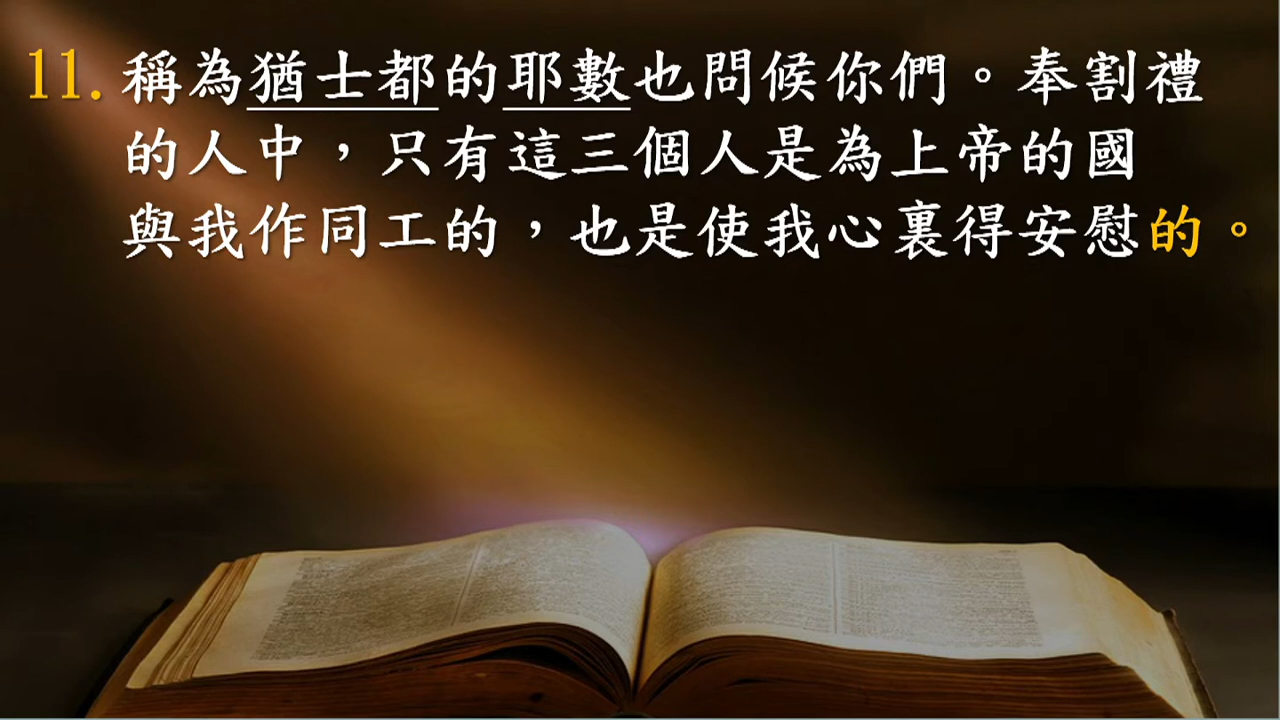 11. 稱為猶士都的耶數也問候你們。奉割禮
的人中，只有這三個人是為上帝的國
與我作同工的，也是使我心裏得安慰的。